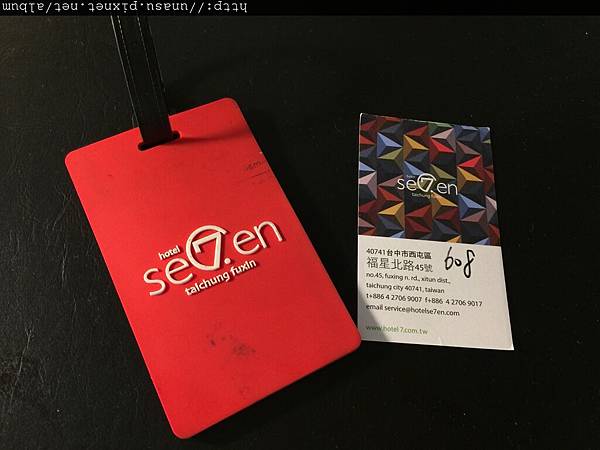 http://unasu.pixnet.net/album
hotel
se7en
taichung fuxin
hotel
se7en
taichung fuxin
40741台中市西屯區
福星北路45號
608
no.45, fuxing n. rd., xitun dist.,
taichung city 40741, taiwan
t+886 4 2706 9007 f+886 4 2706 9017
email service@hotelse7en.com
www.hotel7.com.tw